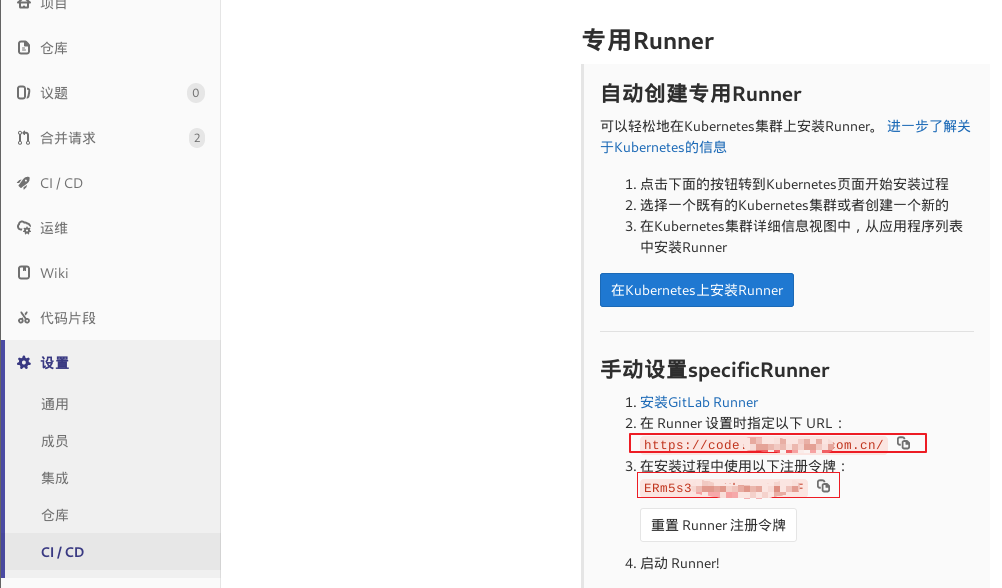 项目
仓库
议题 0
合并请求 2
CI / CD
运维
Wiki
代码片段
设置
通用
成员
集成
仓库
CI / CD
专用Runner
自动创建专用Runner
可以轻松地在Kubernetes集群上安装Runner。 进一步了解关
于Kubernetes的信息
1. 点击下面的按钮转到Kubernetes页面开始安装过程
2. 选择一个既有的Kubernetes集群或者创建一个新的
3. 在Kubernetes集群详细信息视图中，从应用程序列表
中安装Runner
在Kubernetes上安装Runner
手动设置specificRunner
1. 安装GitLab Runner
2. 在 Runner 设置时指定以下 URL：
https://code. om.cn/
3. 在安装过程中使用以下注册令牌：
ERm5s3
重置 Runner 注册令牌
4. 启动 Runner!